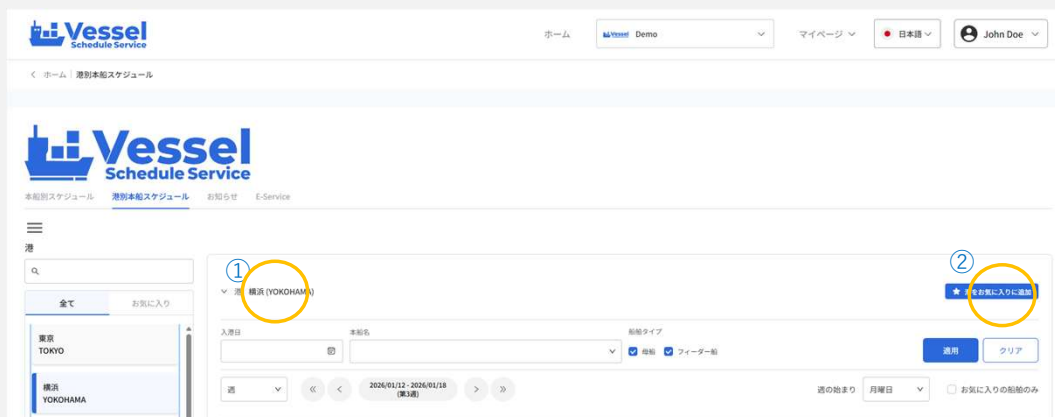 Vessel
Schedule Service
ホーム
Vessel Demo
マイページ
日本語
John Doe
ホーム
港別本船スケジュール
Vessel
Schedule Service
本船別スケジュール
港別本船スケジュール
お知らせ
E-Service
港
①
②
港 横浜 (YOKOHAMA)
港をお気に入りに追加
全て
お気に入り
入港日
本船名
船舶タイプ
東京
TOKYO
母船
フィーダー船
適用
クリア
横浜
YOKOHAMA
週
«
<
2026/01/12 - 2026/01/18
(第3週)
>
»
週の始まり
月曜日
お気に入りの船舶のみ